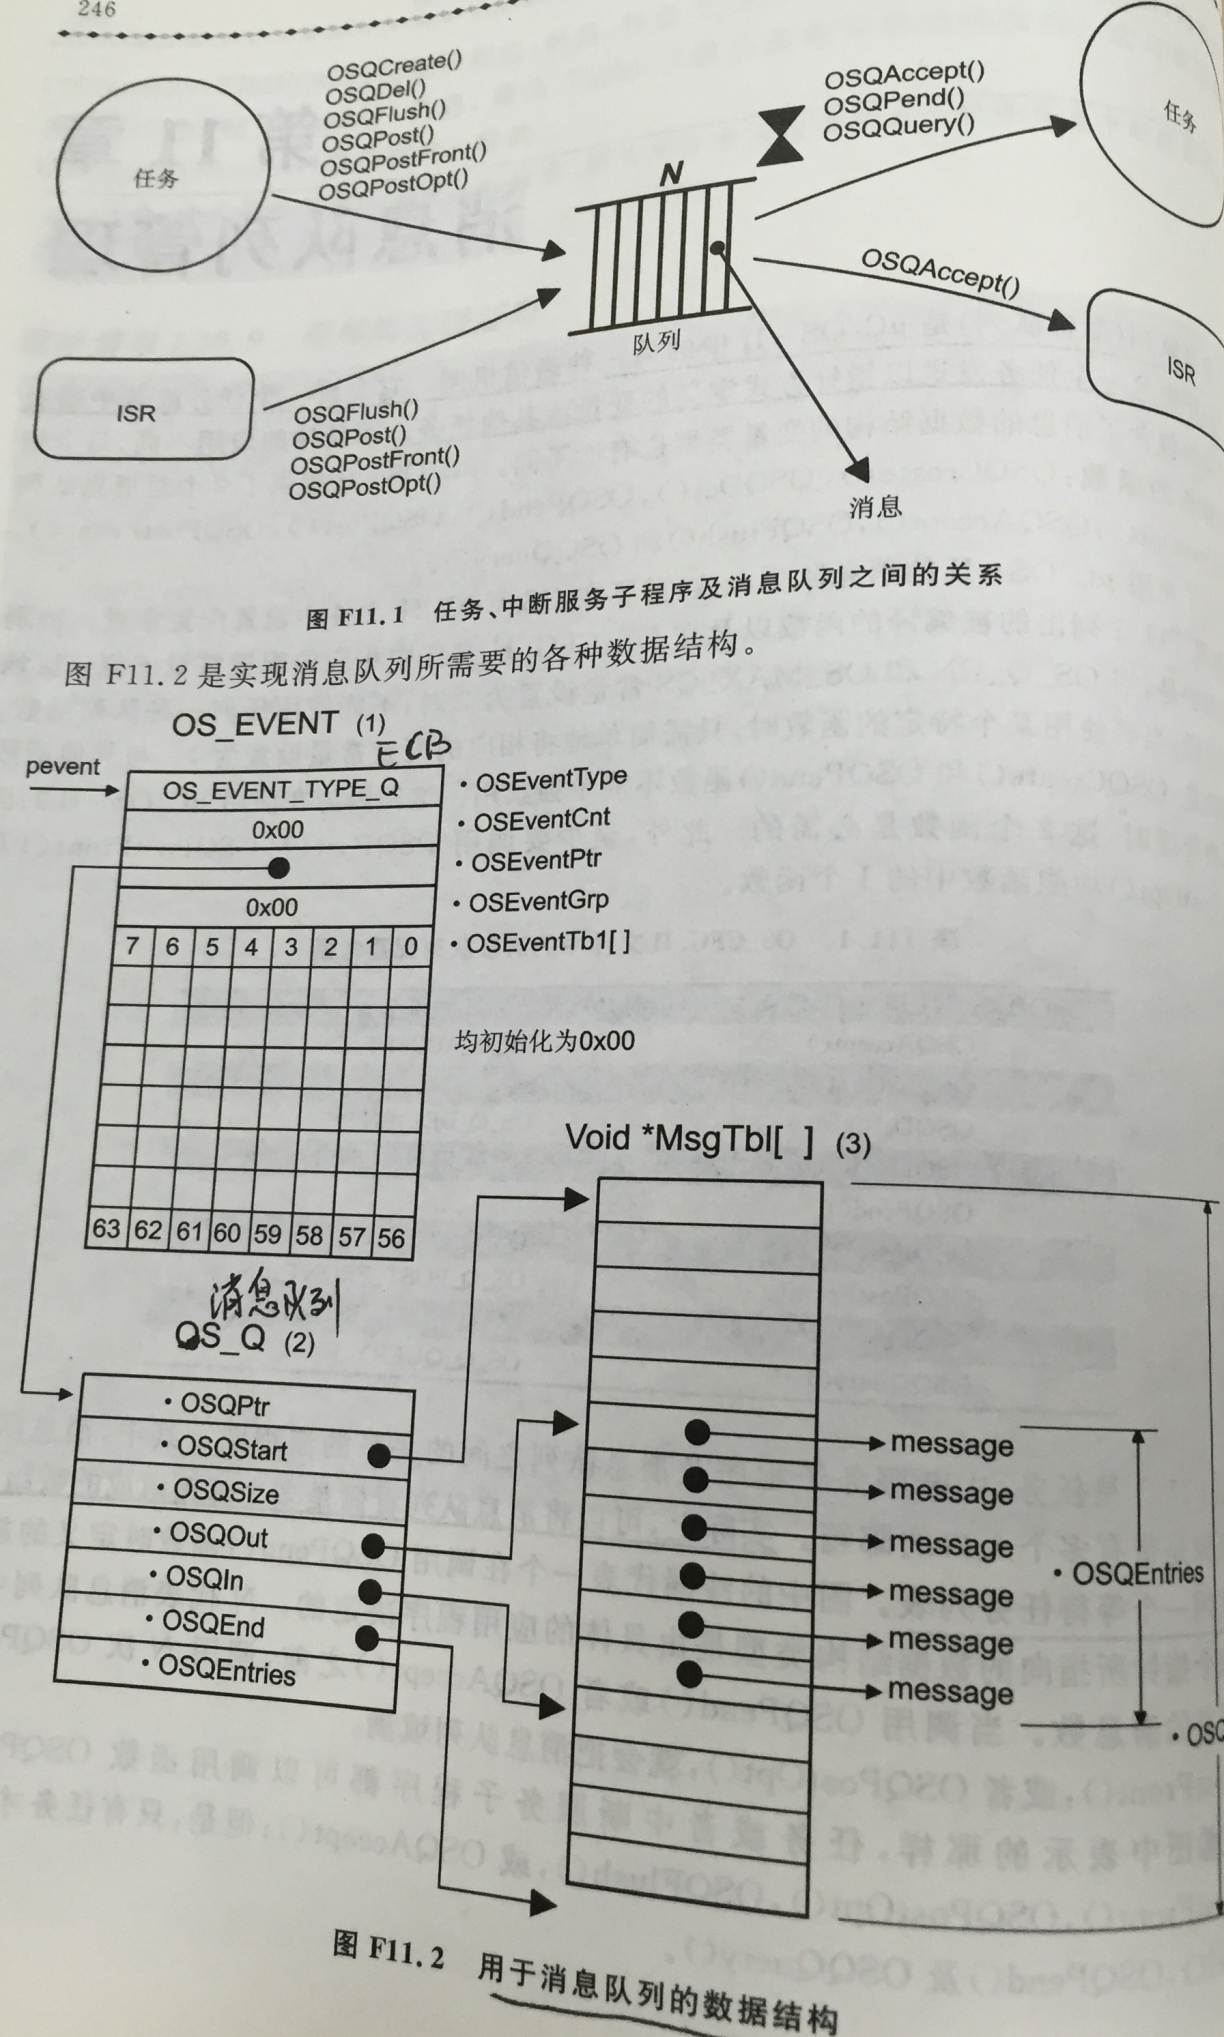 246
OSQCreate()
OSQDel()
OSQFlush()
OSQPost()
OSQPostFront()
OSQPostOpt()
任务
OSQAccept()
OSQPend()
OSQQuery()
任务
N
OSQAccept()
队列
ISR
ISR
OSQFlush()
OSQPost()
OSQPostFront()
OSQPostOpt()
消息
图 F11.1 任务、中断服务子程序及消息队列之间的关系
图 F11.2是实现消息队列所需要的各种数据结构。
OS_EVENT (1)
ECB
pevent
OS_EVENT_TYPE_Q
• OSEventType
0x00
• OSEventCnt
• OSEventPtr
0x00
• OSEventGrp
7 6 5 4 3 2 1 0
• OSEventTb1[ ]
均初始化为0x00
63 62 61 60 59 58 57 56
Void *MsgTbl[ ] (3)
消息队列
OS_Q (2)
• OSQPtr
• OSQStart
• OSQSize
• OSQOut
• OSQIn
• OSQEnd
• OSQEntries
message
message
message
message
message
message
• OSQEntries
图 F11.2 用于消息队列的数据结构